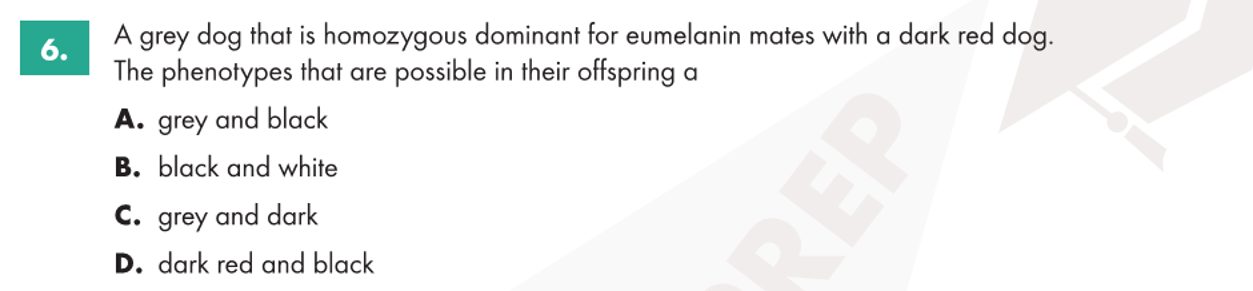 6.
A grey dog that is homozygous dominant for eumelanin mates with a dark red dog.
The phenotypes that are possible in their offspring a
A. grey and black
B. black and white
C. grey and dark
D. dark red and black
REP